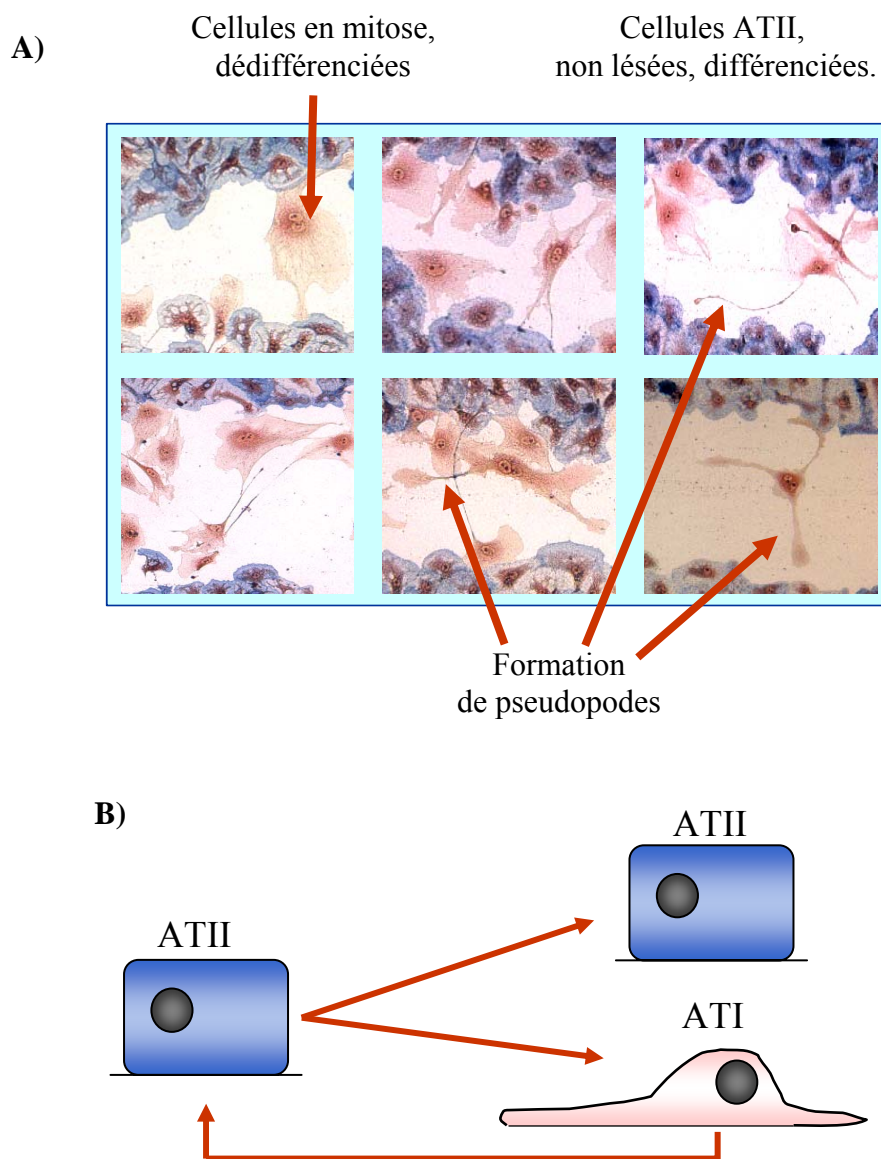 A)
Cellules en mitose,
dédifférenciées
Cellules ATII,
non lésées, différenciées.
Formation
de pseudopodes
B)
ATII
ATII
ATI